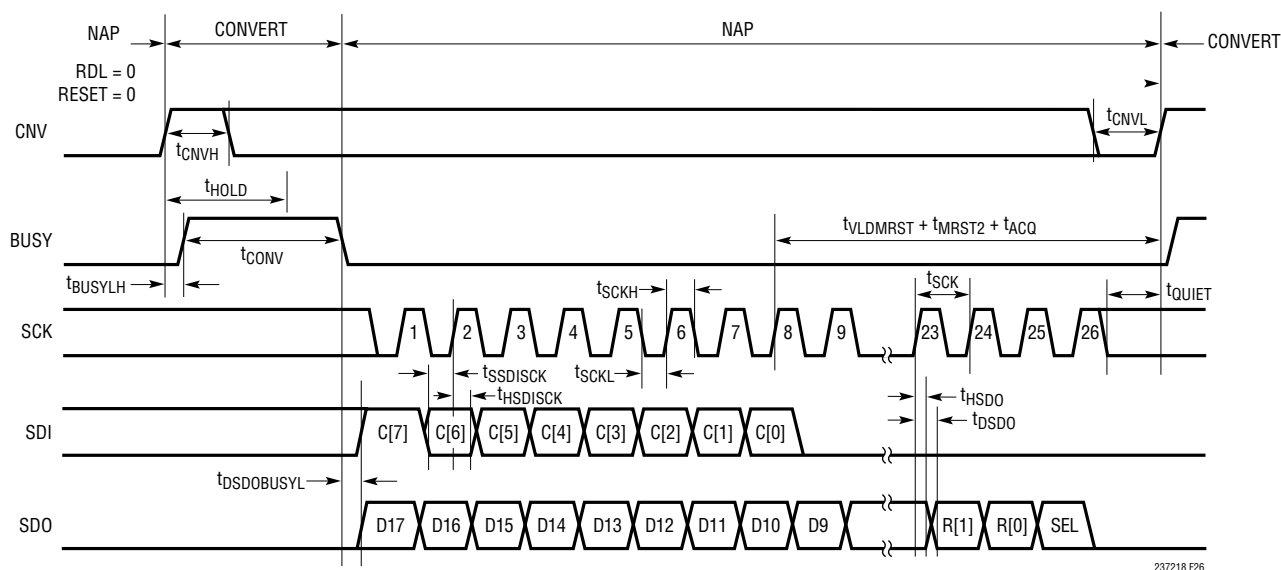 NAP CONVERT NAP CONVERT
RDL = 0
RESET = 0
CNV
tCNVH
tCNVL
tHOLD
BUSY
tCONV
tVLDMRST + tMRST2 + tACQ
tBUSYLH
tSCKH
tSCK
tQUIET
SCK
1 2 3 4 5 6 7 8 9 23 24 25 26
tSSDISCK
tSCKL
tHSDISCK
tHSDO
tDSDO
SDI
C[7] C[6] C[5] C[4] C[3] C[2] C[1] C[0]
tDSDOBUSYL
SDO
D17 D16 D15 D14 D13 D12 D11 D10 D9 R[1] R[0] SEL
237218 F26